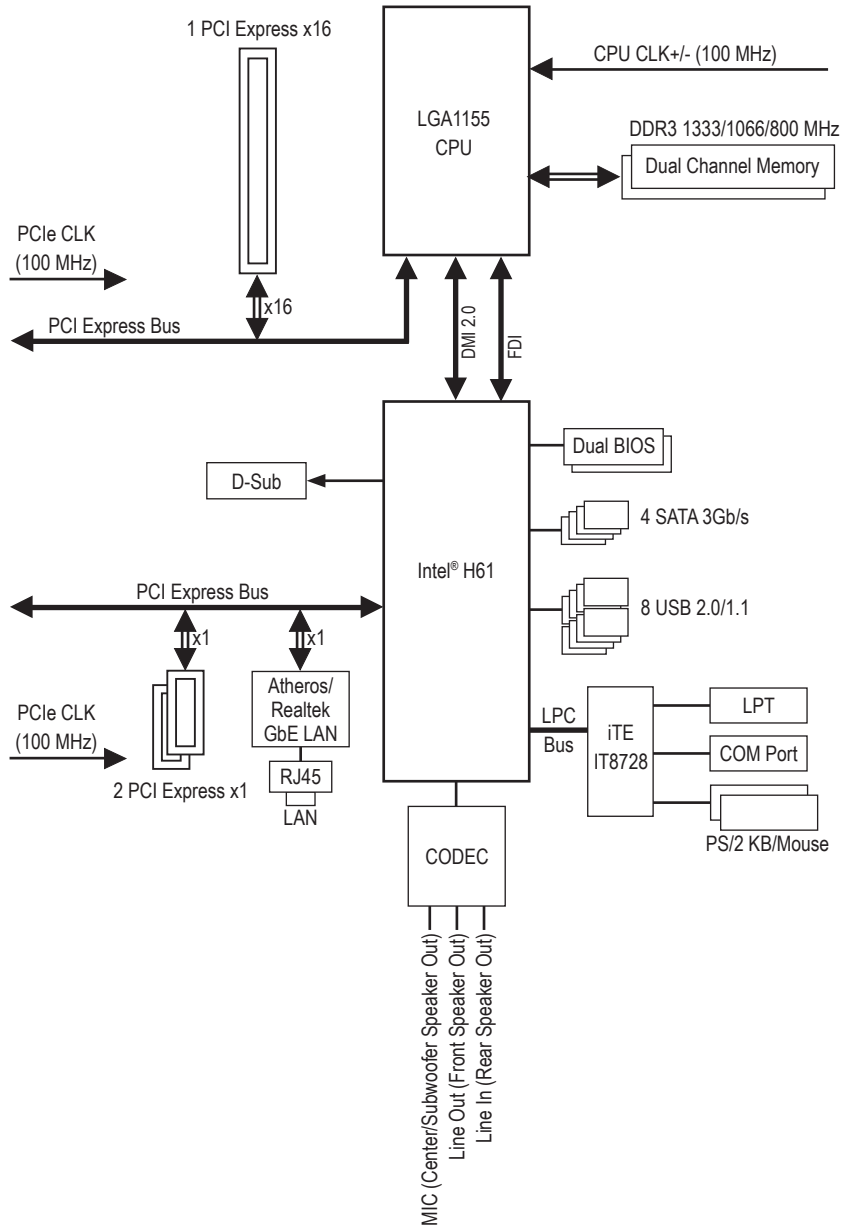 1 PCI Express x16
CPU CLK+/- (100 MHz)
LGA1155
CPU
DDR3 1333/1066/800 MHz
Dual Channel Memory
PCIe CLK
(100 MHz)
x16
PCI Express Bus
DMI 2.0
FDI
Dual BIOS
D-Sub
4 SATA 3Gb/s
Intel® H61
PCI Express Bus
8 USB 2.0/1.1
x1
x1
Atheros/
Realtek
GbE LAN
PCIe CLK
(100 MHz)
LPC
Bus
iTE
IT8728
LPT
COM Port
RJ45
2 PCI Express x1
LAN
PS/2 KB/Mouse
CODEC
MIC (Center/Subwoofer Speaker Out)
Line Out (Front Speaker Out)
Line In (Rear Speaker Out)